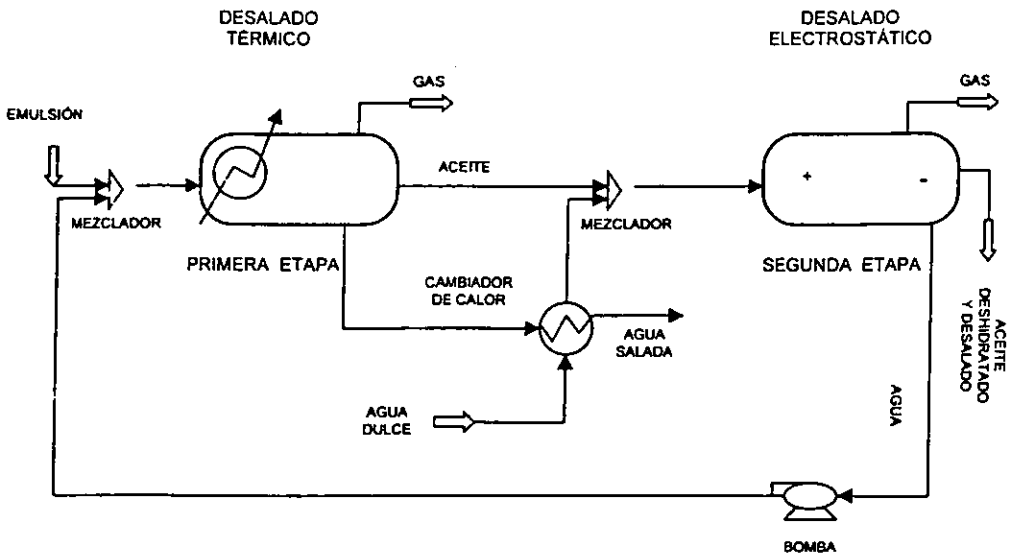 DESALADO
TÉRMICO
DESALADO
ELECTROSTÁTICO
GAS
GAS
EMULSIÓN
ACEITE
+
-
MEZCLADOR
MEZCLADOR
PRIMERA ETAPA
SEGUNDA ETAPA
CAMBIADOR
DE CALOR
AGUA
SALADA
ACEITE
DESHIDRATADO
Y DESALADO
AGUA
DULCE
AGUA
BOMBA